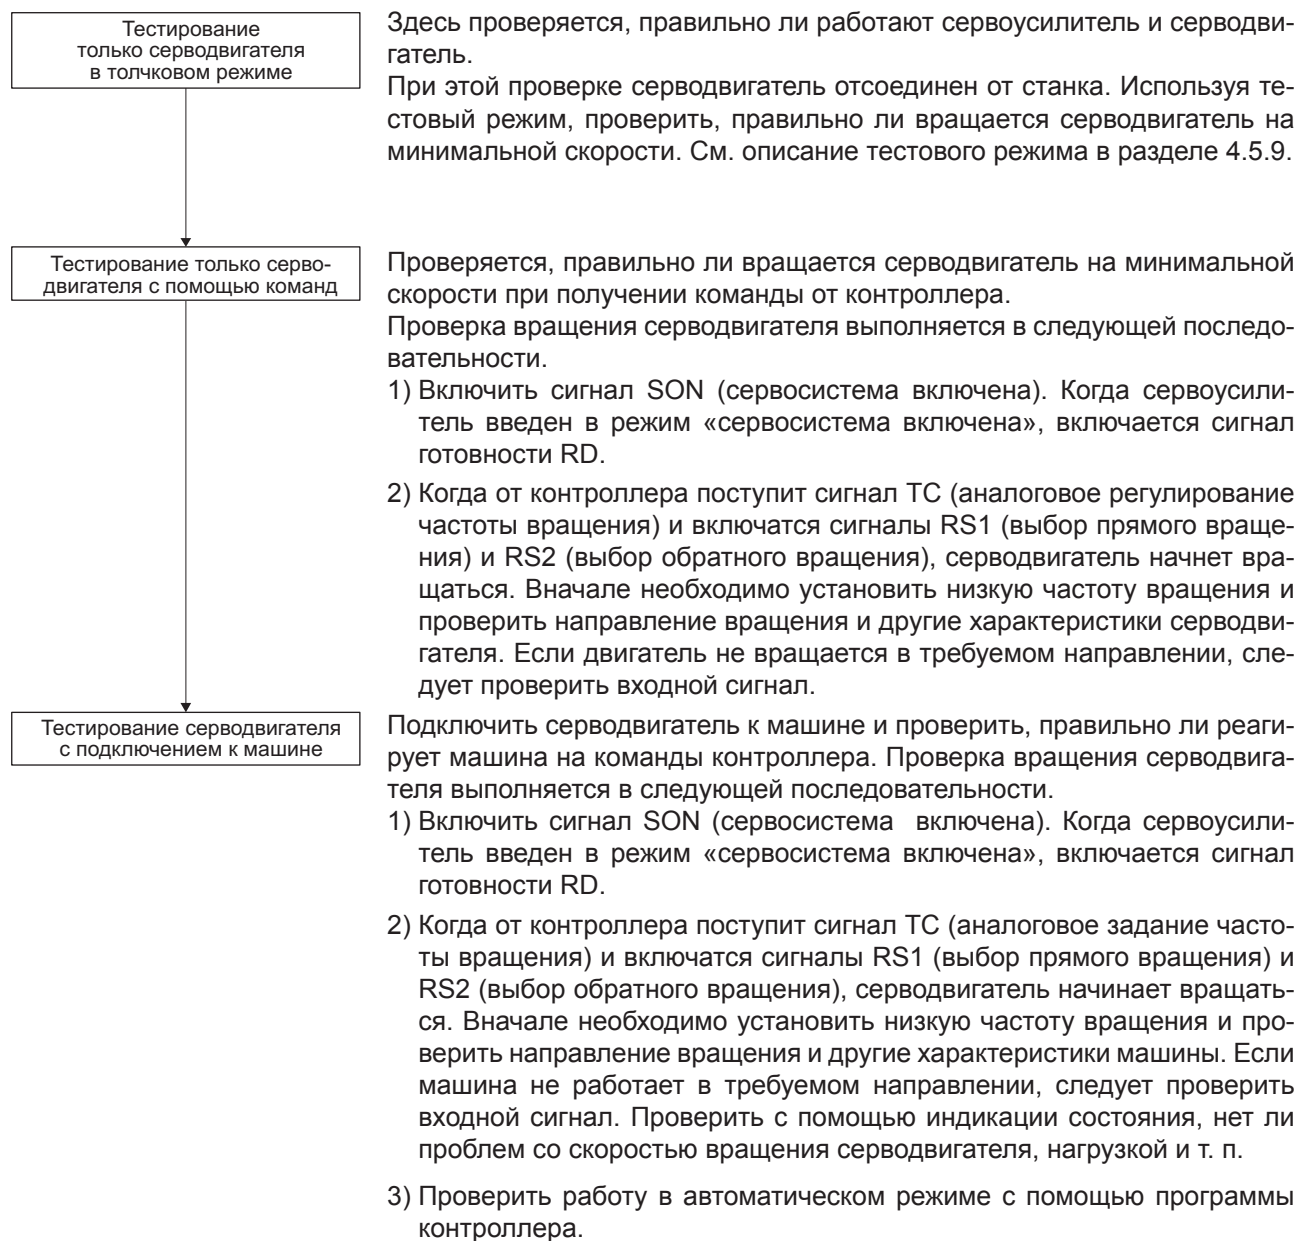 Тестирование
только серводвигателя
в толчковом режиме
Здесь проверяется, правильно ли работают сервоусилитель и серводви-
гатель.
При этой проверке серводвигатель отсоединен от станка. Используя те-
стовый режим, проверить, правильно ли вращается серводвигатель на
минимальной скорости. См. описание тестового режима в разделе 4.5.9.
Тестирование только серво-
двигателя с помощью команд
Проверяется, правильно ли вращается серводвигатель на минимальной
скорости при получении команды от контроллера.
Проверка вращения серводвигателя выполняется в следующей последо-
вательности.
1) Включить сигнал SON (сервосистема включена). Когда сервоусили-
тель введен в режим «сервосистема включена», включается сигнал
готовности RD.
2) Когда от контроллера поступит сигнал TC (аналоговое регулирование
частоты вращения) и включатся сигналы RS1 (выбор прямого враще-
ния) и RS2 (выбор обратного вращения), серводвигатель начнет вра-
щаться. Вначале необходимо установить низкую частоту вращения и
проверить направление вращения и другие характеристики серводви-
гателя. Если двигатель не вращается в требуемом направлении, сле-
дует проверить входной сигнал.
Тестирование серводвигателя
с подключением к машине
Подключить серводвигатель к машине и проверить, правильно ли реаги-
рует машина на команды контроллера. Проверка вращения серводвига-
теля выполняется в следующей последовательности.
1) Включить сигнал SON (сервосистема включена). Когда сервоусили-
тель введен в режим «сервосистема включена», включается сигнал
готовности RD.
2) Когда от контроллера поступит сигнал TC (аналоговое задание часто-
ты вращения) и включатся сигналы RS1 (выбор прямого вращения) и
RS2 (выбор обратного вращения), серводвигатель начинает вращать-
ся. Вначале необходимо установить низкую частоту вращения и про-
верить направление вращения и другие характеристики машины. Если
машина не работает в требуемом направлении, следует проверить
входной сигнал. Проверить с помощью индикации состояния, нет ли
проблем со скоростью вращения серводвигателя, нагрузкой и т. п.
3) Проверить работу в автоматическом режиме с помощью программы
контроллера.